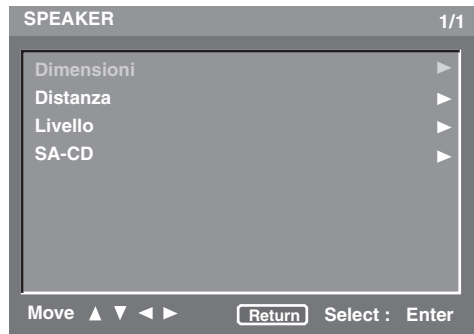 SPEAKER 1/1
Dimensioni ▶
Distanza ▶
Livello ▶
SA-CD ▶
Move ▲ ▼ ◀ ▶ Return Select : Enter